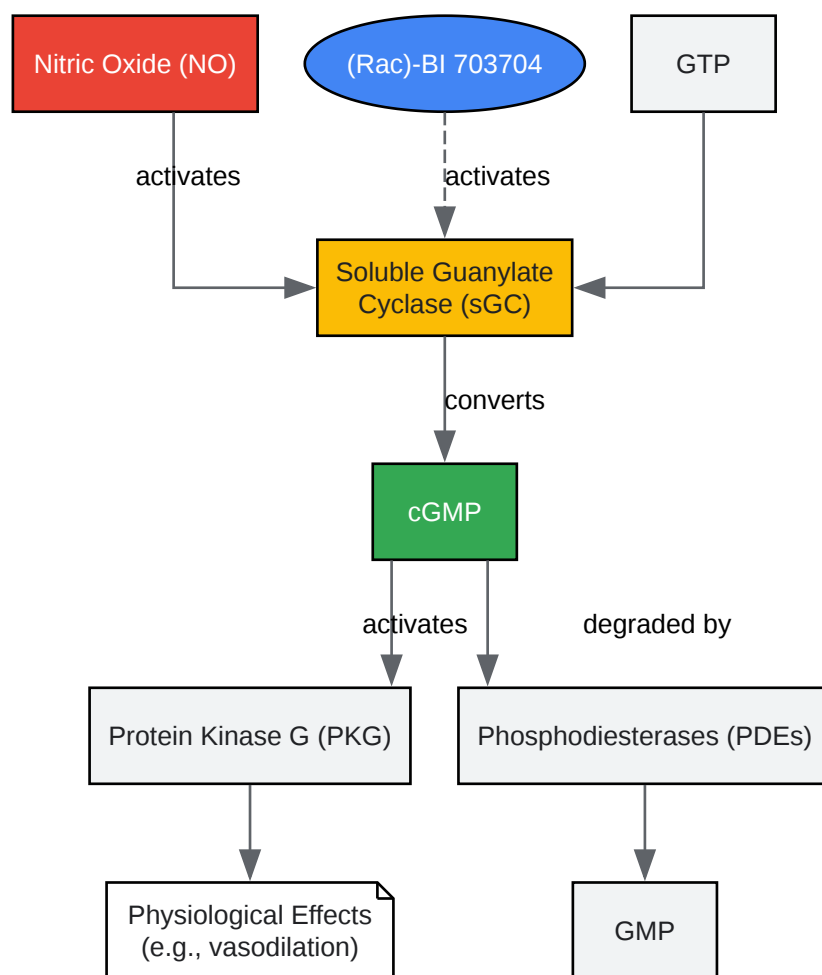 Nitric Oxide (NO)
(Rac)-BI 703704
GTP
activates
activates
Soluble Guanylate
Cyclase (sGC)
converts
cGMP
activates
degraded by
Protein Kinase G (PKG)
Phosphodiesterases (PDEs)
Physiological Effects
(e.g., vasodilation)
GMP